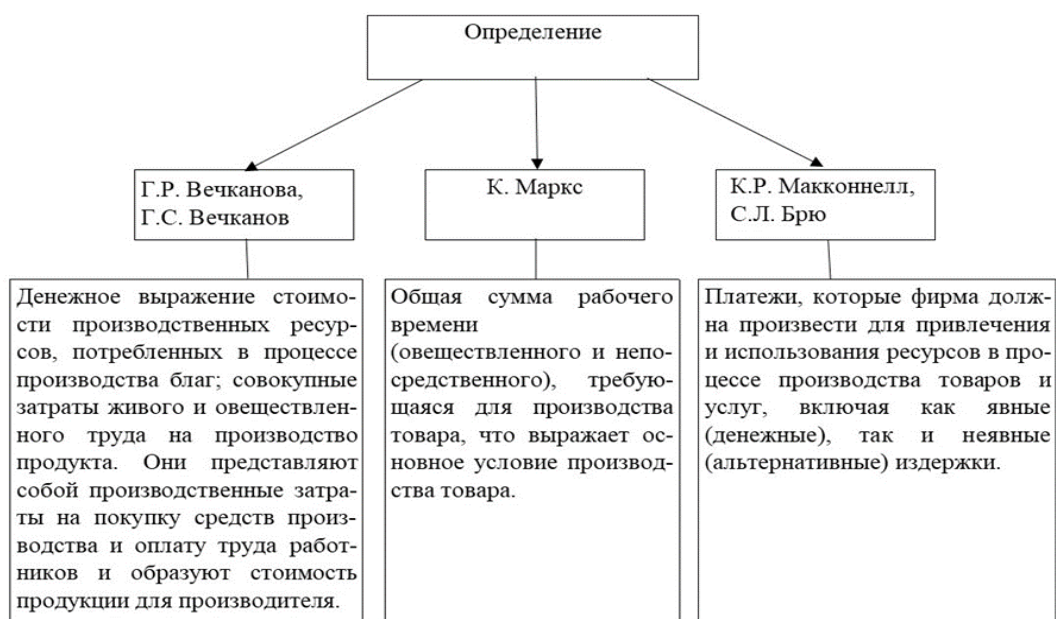 Определение
Г.Р. Вечканова,
Г.С. Вечканов
К. Маркс
К.Р. Макконнелл,
С.Л. Брю
Денежное выражение стоимо-
сти производственных ресур-
сов, потребленных в процессе
производства благ; совокупные
затраты живого и овеществлен-
ного труда на производство
продукта. Они представляют
собой производственные затра-
ты на покупку средств произ-
водства и оплату труда работ-
ников и образуют стоимость
продукции для производителя.
Общая сумма рабочего
времени
(овеществленного и непо-
средственного), требую-
щаяся для производства
товара, что выражает ос-
новное условие производ-
ства товара.
Платежи, которые фирма долж-
на произвести для привлечения
и использования ресурсов в про-
цессе производства товаров и
услуг, включая как явные
(денежные), так и неявные
(альтернативные) издержки.